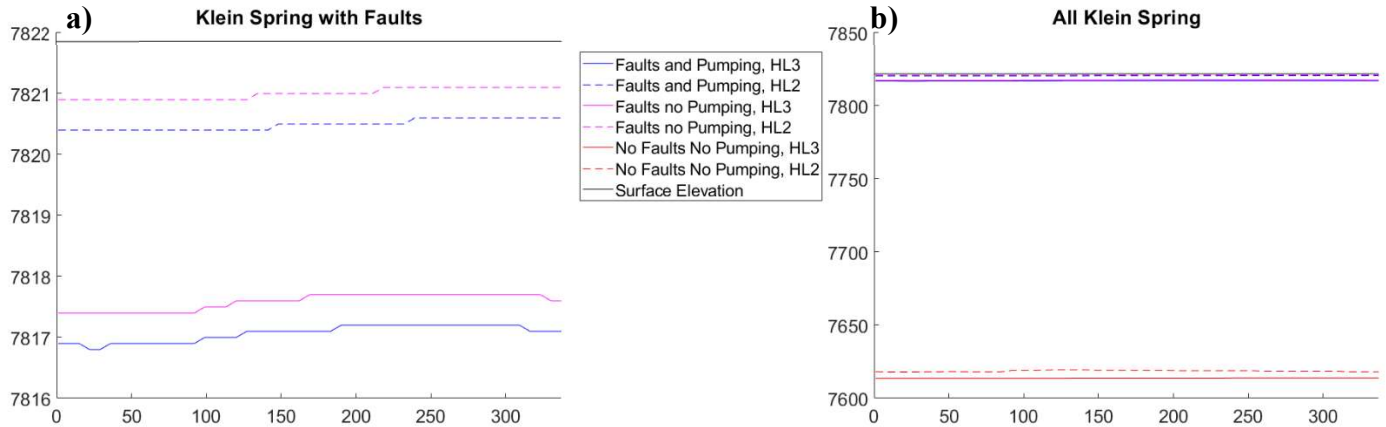 a) Klein Spring with Faults
7822
7821
7820
7819
7818
7817
7816
0 50 100 150 200 250 300
Faults and Pumping, HL3
Faults and Pumping, HL2
Faults no Pumping, HL3
Faults no Pumping, HL2
No Faults No Pumping, HL3
No Faults No Pumping, HL2
Surface Elevation
b) All Klein Spring
7850
7800
7750
7700
7650
7600
0 50 100 150 200 250 300